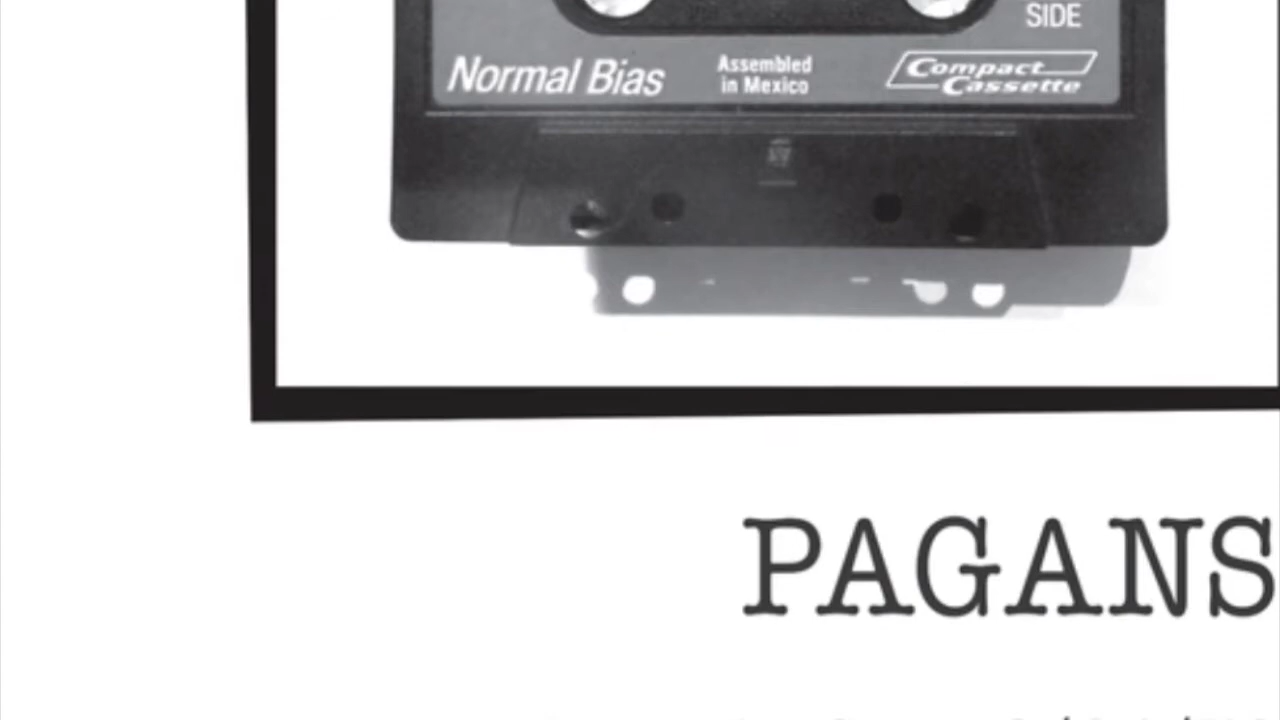 SIDE
Normal Bias
Assembled
in Mexico
Compact
Cassette
PAGANS